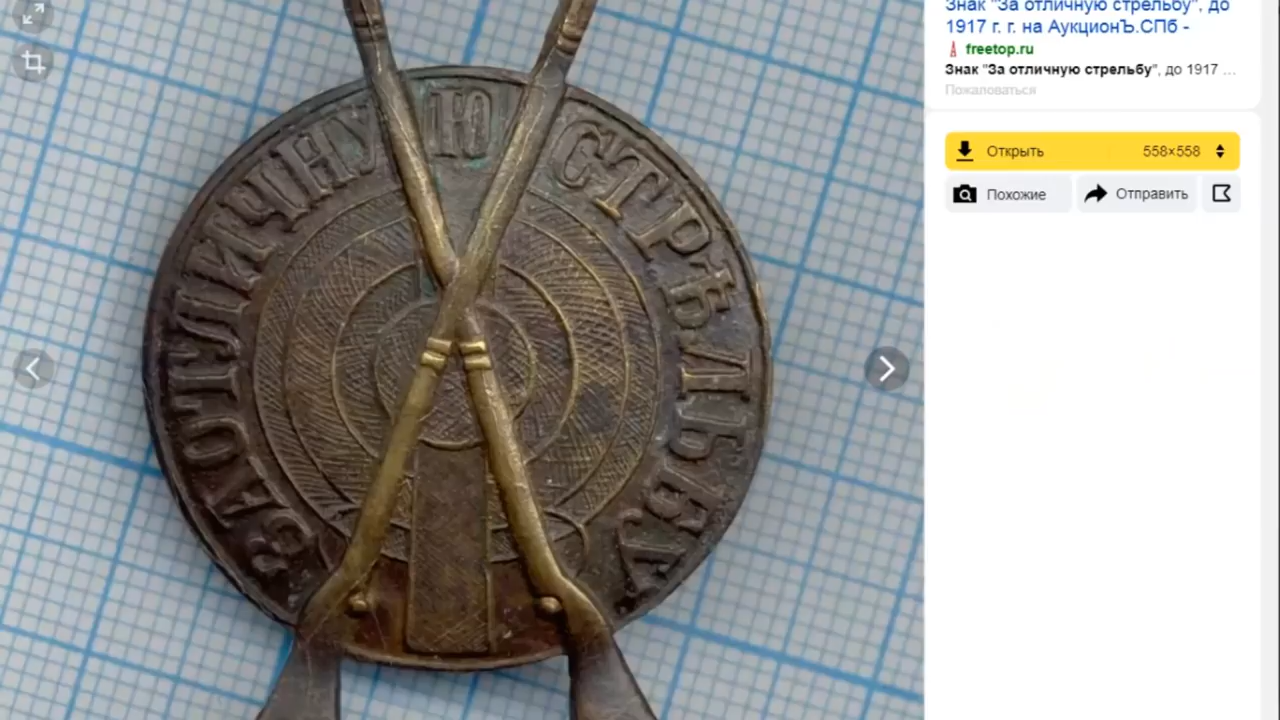 ЗА ОТЛИЧНУЮ СТРѢЛЬБУ
Знак "За отличную стрельбу", до
1917 г. г. на АукционЪ.СПб -
freetop.ru
Знак "За отличную стрельбу", до 1917 ...
Пожаловаться
Открыть 558×558
Похожие Отправить